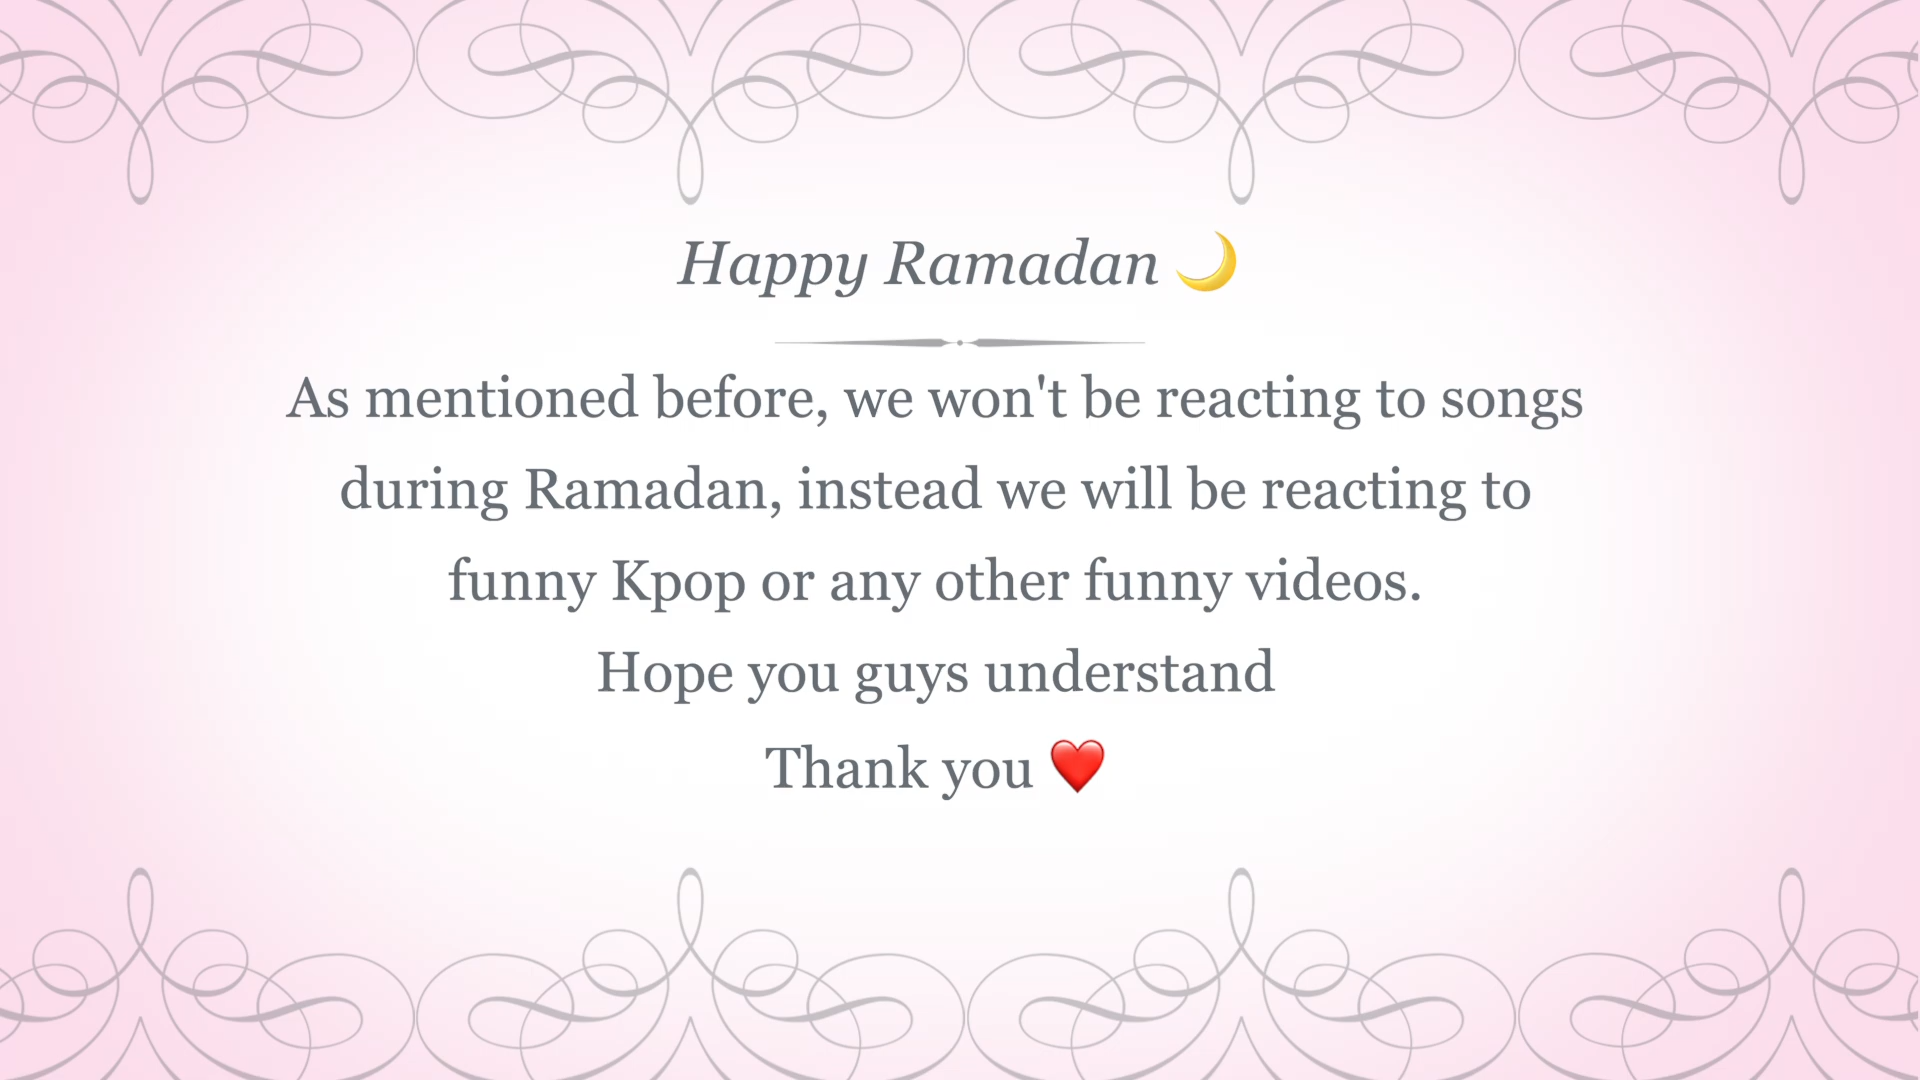 Happy Ramadan 🌙
As mentioned before, we won't be reacting to songs
during Ramadan, instead we will be reacting to
funny Kpop or any other funny videos.
Hope you guys understand
Thank you ❤️